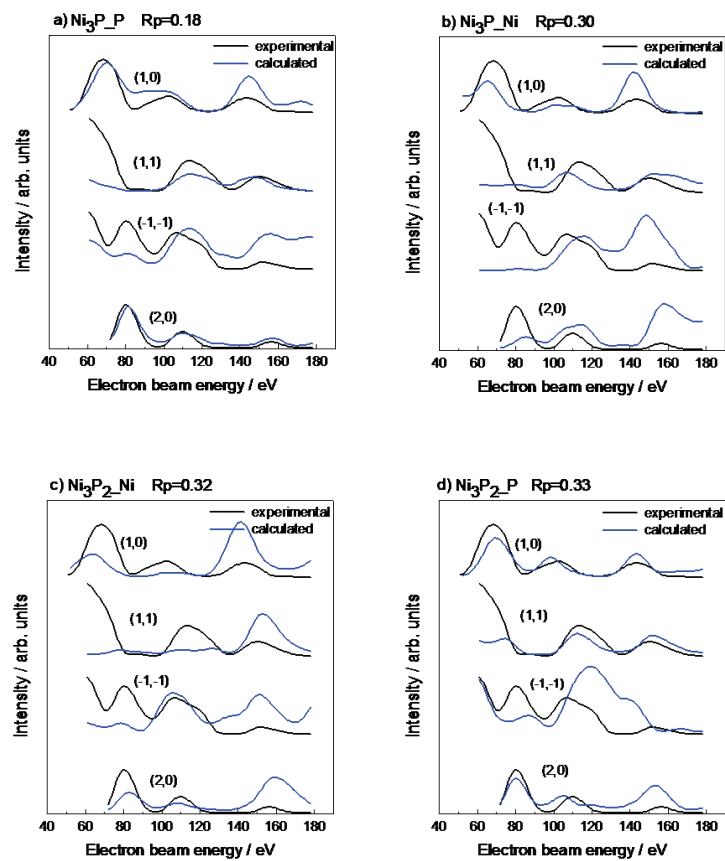 a) Ni3P_P Rp=0.18
experimental
calculated
(1,0)
(1,1)
(-1,-1)
(2,0)
Intensity / arb. units
40 60 80 100 120 140 160 180
Electron beam energy / eV
b) Ni3P_Ni Rp=0.30
experimental
calculated
(1,0)
(1,1)
(-1,-1)
(2,0)
Intensity / arb. units
40 60 80 100 120 140 160 180
Electron beam energy / eV
c) Ni3P2_Ni Rp=0.32
experimental
calculated
(1,0)
(1,1)
(-1,-1)
(2,0)
Intensity / arb. units
40 60 80 100 120 140 160 180
Electron beam energy / eV
d) Ni3P2_P Rp=0.33
experimental
calculated
(1,0)
(1,1)
(-1,-1)
(2,0)
Intensity / arb. units
40 60 80 100 120 140 160 180
Electron beam energy / eV